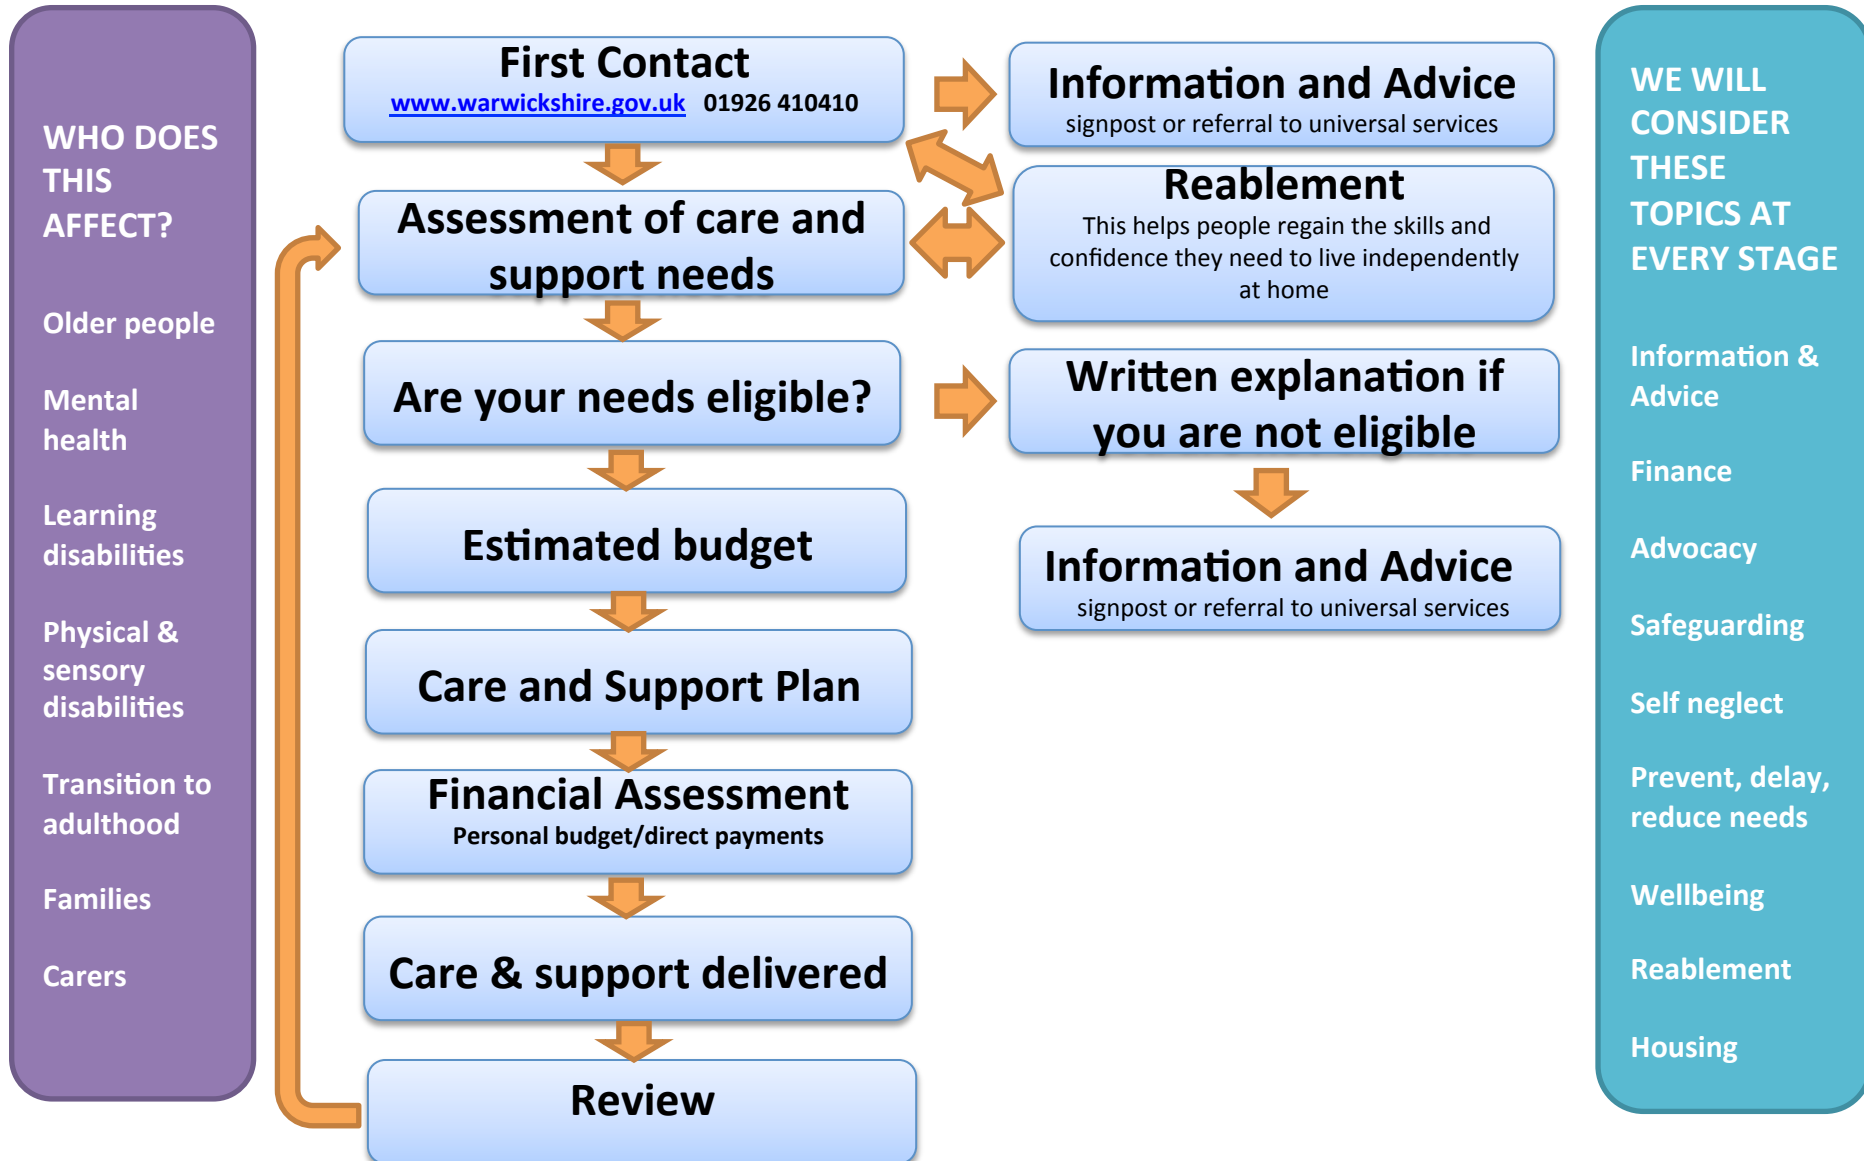 WHO DOES
THIS
AFFECT?
Older people
Mental
health
Learning
disabilities
Physical &
sensory
disabilities
Transition to
adulthood
Families
Carers
First Contact
www.warwickshire.gov.uk 01926 410410
Assessment of care and
support needs
Are your needs eligible?
Estimated budget
Care and Support Plan
Financial Assessment
Personal budget/direct payments
Care & support delivered
Review
Information and Advice
signpost or referral to universal services
Reablement
This helps people regain the skills and
confidence they need to live independently
at home
Written explanation if
you are not eligible
Information and Advice
signpost or referral to universal services
WE WILL
CONSIDER
THESE
TOPICS AT
EVERY STAGE
Information &
Advice
Finance
Advocacy
Safeguarding
Self neglect
Prevent, delay,
reduce needs
Wellbeing
Reablement
Housing